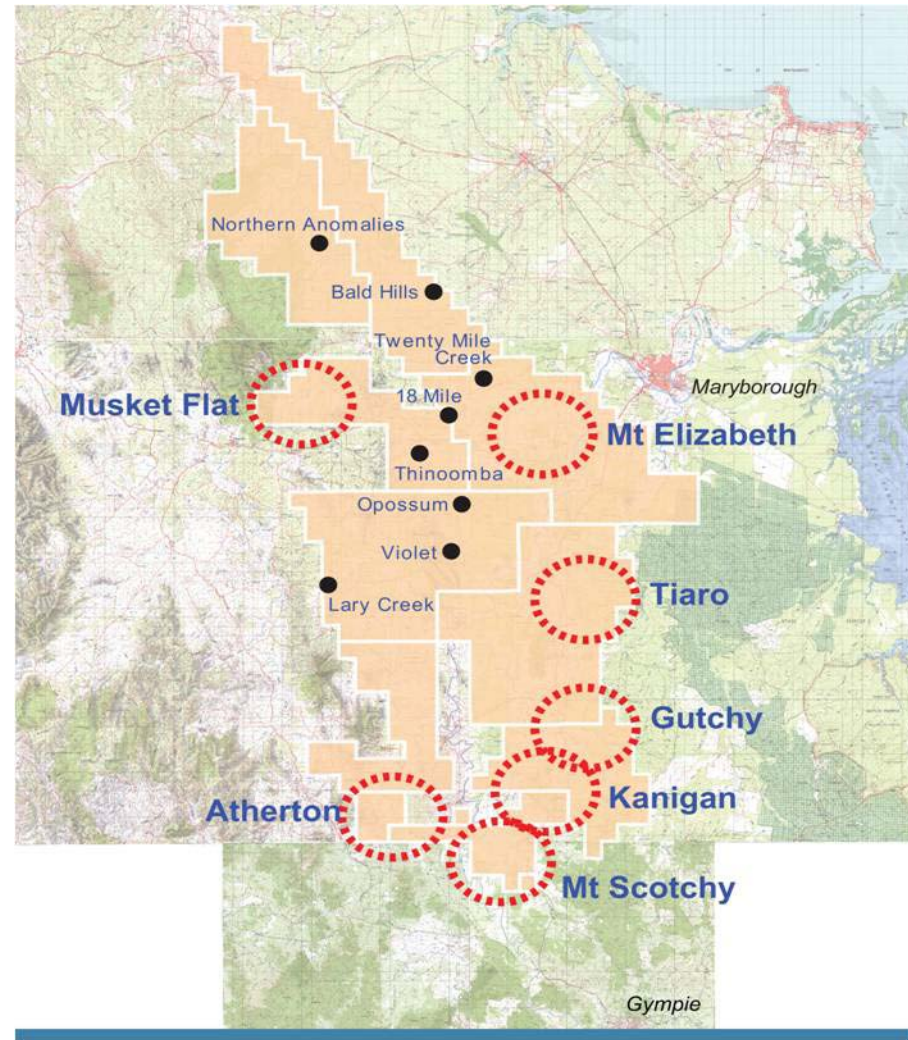 Northern Anomalies
Bald Hills
Twenty Mile
Creek
Maryborough
Musket Flat
18 Mile
Mt Elizabeth
Thinoomba
Opossum
Violet
Lary Creek
Tiaro
Gutchy
Kanigan
Atherton
Mt Scotchy
Gympie